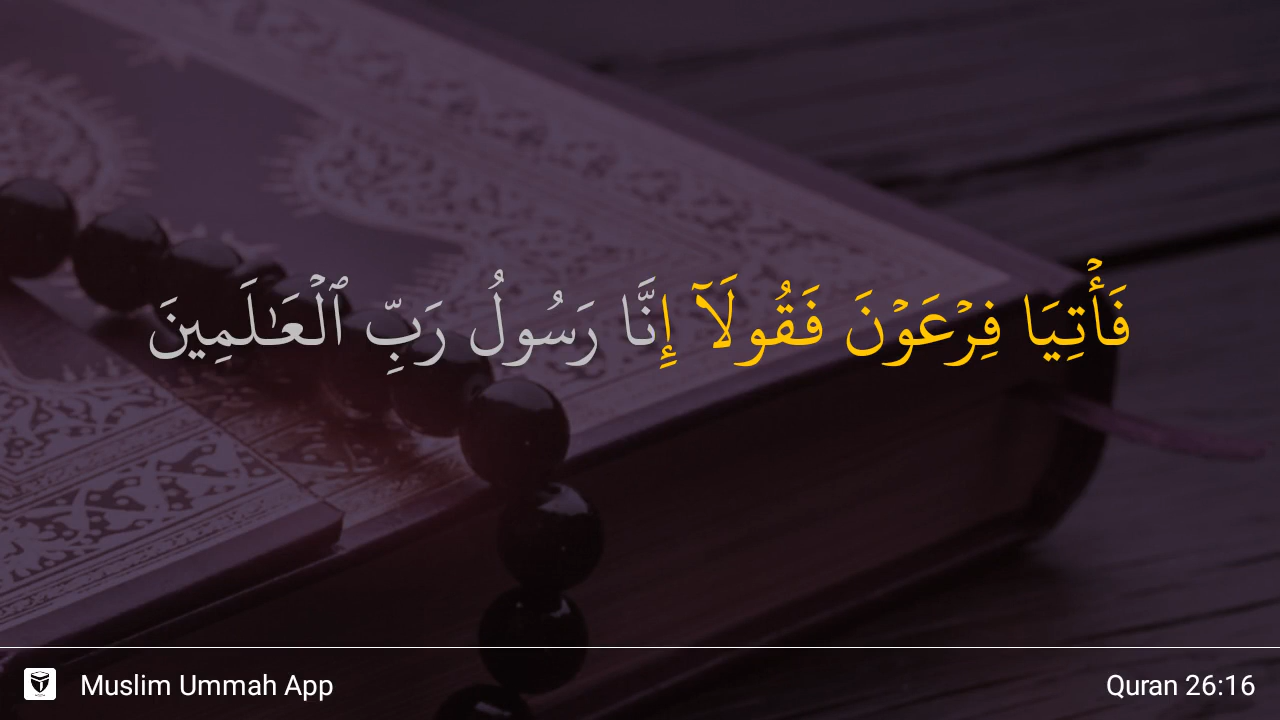 فَأْتِيَا فِرْعَوْنَ فَقُولَآ إِنَّا رَسُولُ رَبِّ ٱلْعَـٰلَمِينَ
Muslim Ummah App
Quran 26:16